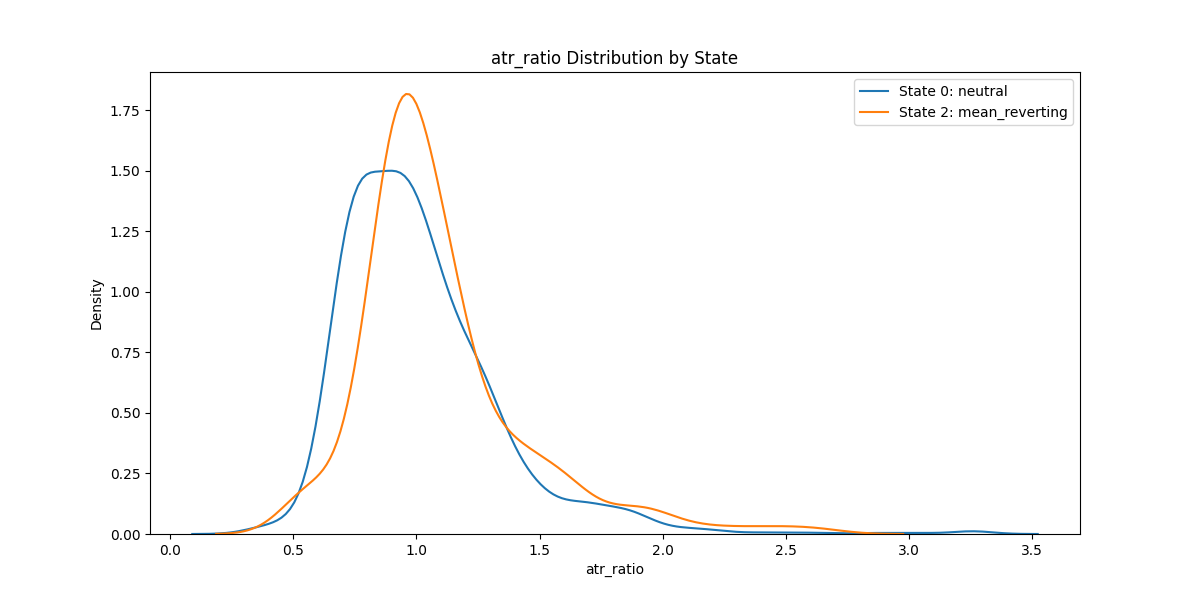 atr_ratio Distribution by State
State 0: neutral
State 2: mean_reverting
Density
1.75
1.50
1.25
1.00
0.75
0.50
0.25
0.00
0.0 0.5 1.0 1.5 2.0 2.5 3.0 3.5
atr_ratio